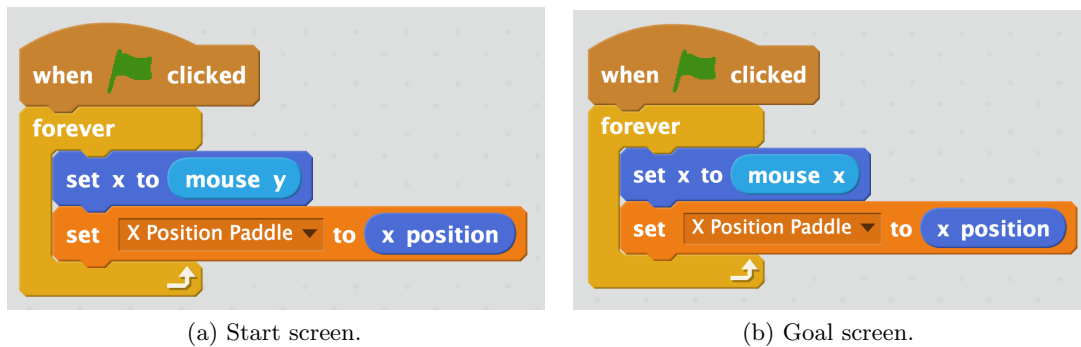 when clicked
forever
set x to mouse y
set X Position Paddle to x position
(a) Start screen.
when clicked
forever
set x to mouse x
set X Position Paddle to x position
(b) Goal screen.